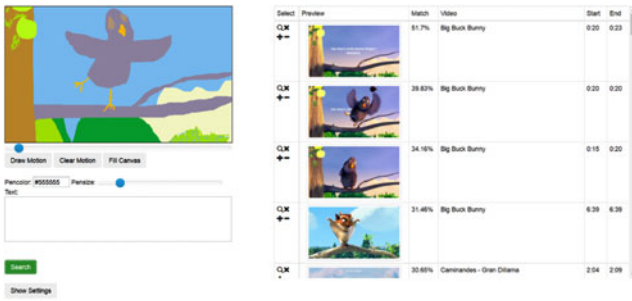 Draw Motion Clear Motion Fill Canvas
Pencolor: #555555 Pensize:
Text:
Search
Show Settings
Select Preview Match Video Start End
51.7% Big Buck Bunny 0:20 0:23
39.83% Big Buck Bunny 0:20 0:20
34.16% Big Buck Bunny 0:15 0:20
31.46% Big Buck Bunny 6:39 6:39
30.65% Caminandes - Gran Dillama 2:04 2:09